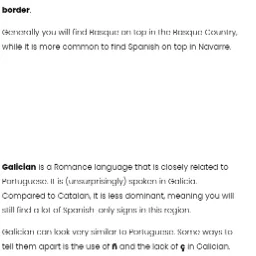 border.
Generally you will find Basque on top in the Basque Country,
while it is more common to find Spanish on top in Navarre.
Galician is a Romance language that is closely related to
Portuguese. It is (unsurprisingly) spoken in Galicia.
Compared to Catalan, it is less dominant, meaning you will
still find a lot of Spanish-only signs in this region.
Galician can look very similar to Portuguese. Some ways to
tell them apart is the use of ñ and the lack of ç in Galician.